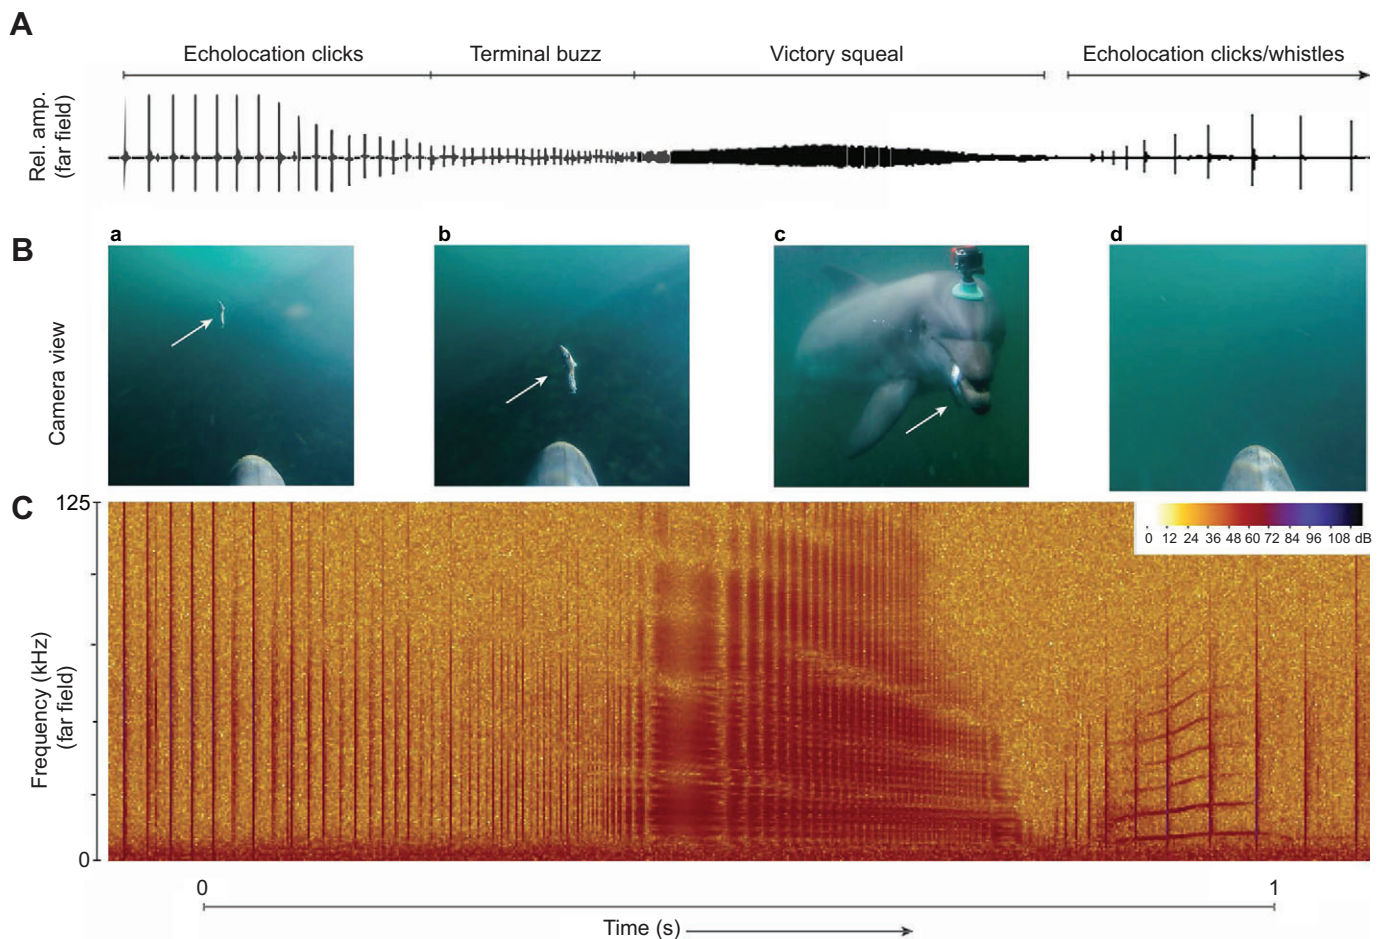 A
Echolocation clicks
Terminal buzz
Victory squeal
Echolocation clicks/whistles
Rel. amp.
(far field)
B
a
b
c
d
Camera view
C
125
Frequency (kHz)
(far field)
0
0 12 24 36 48 60 72 84 96 108 dB
0
1
Time (s)